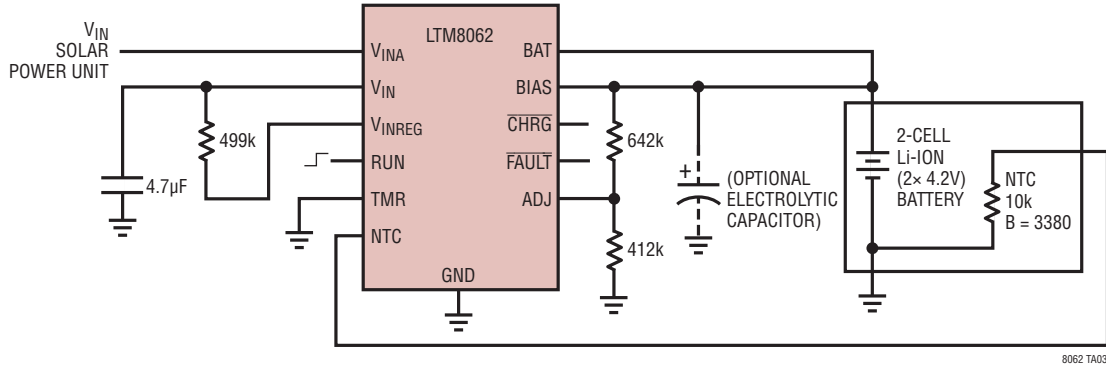 VIN
SOLAR
POWER UNIT
LTM8062
VINA
VIN
VINREG
RUN
TMR
NTC
GND
BAT
BIAS
CHRG
FAULT
ADJ
499k
4.7µF
642k
412k
+
(OPTIONAL
ELECTROLYTIC
CAPACITOR)
2-CELL
Li-ION
(2× 4.2V)
BATTERY
NTC
10k
B = 3380
8062 TA03